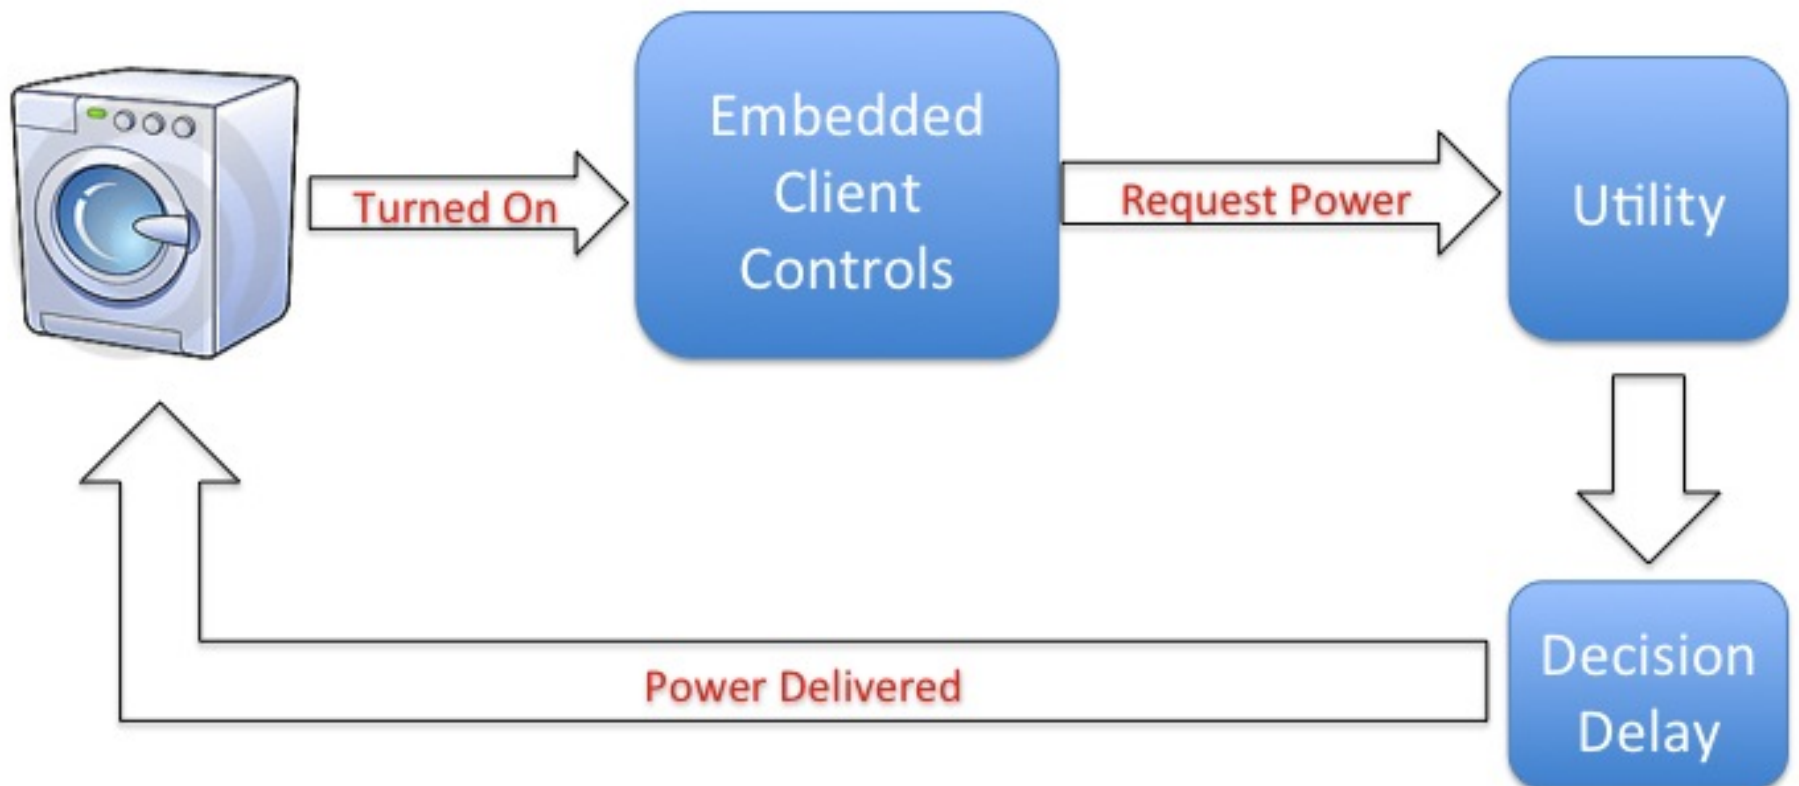 Turned On
Embedded
Client
Controls
Request Power
Utility
Power Delivered
Decision
Delay